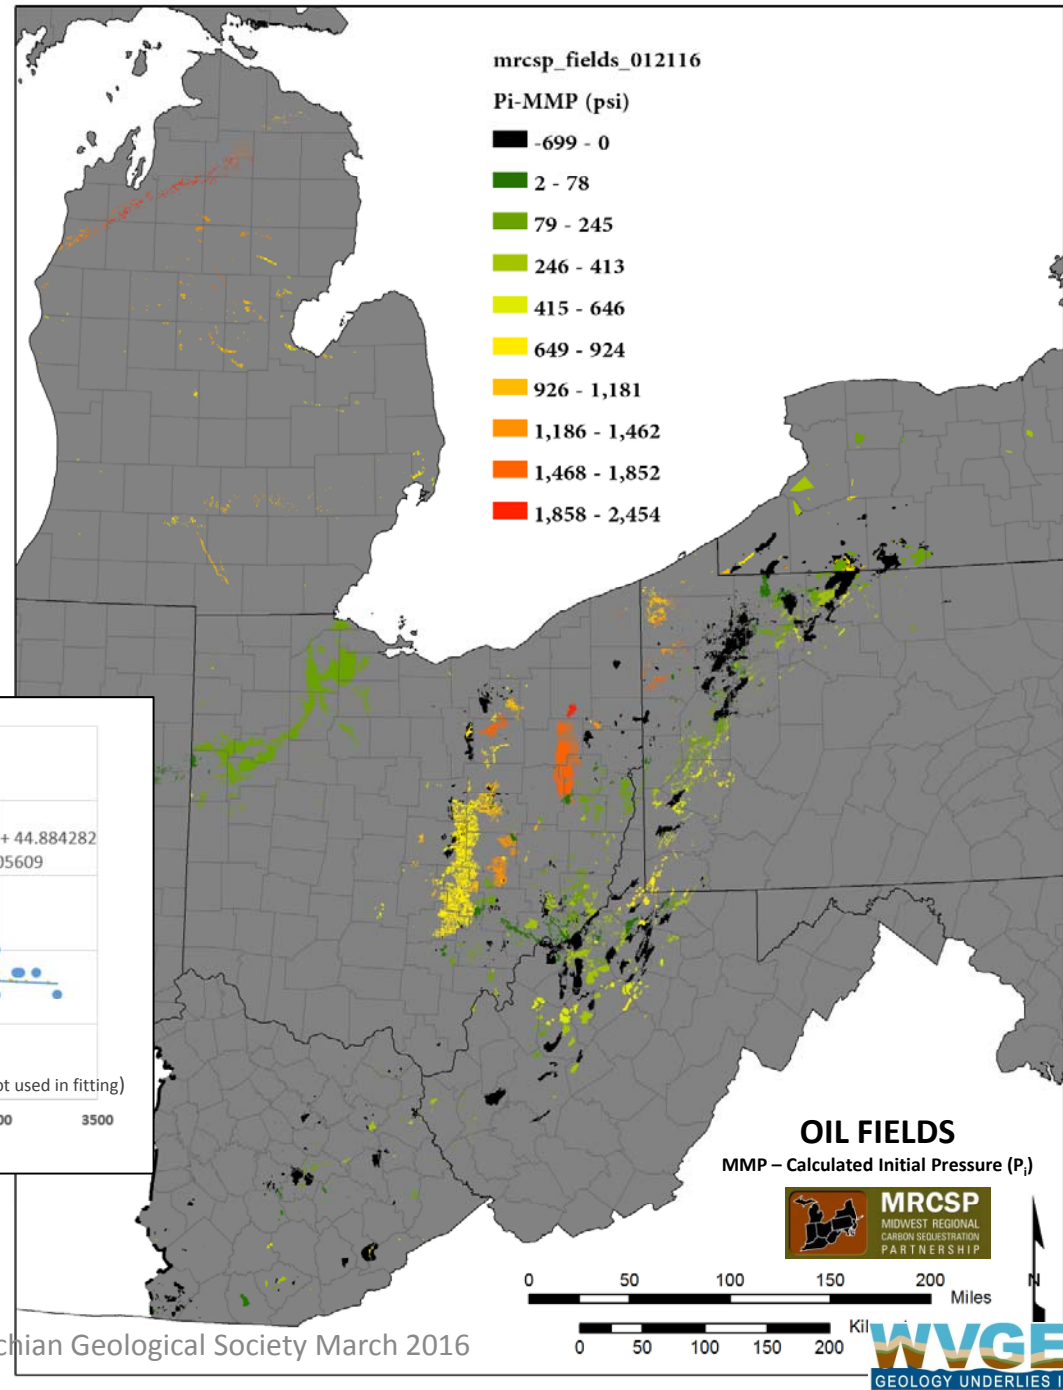 mrcsp_fields_012116
Pi-MMP (psi)
-699 - 0
2 - 78
79 - 245
246 - 413
415 - 646
649 - 924
926 - 1,181
1,186 - 1,462
1,468 - 1,852
1,858 - 2,454
+ 44.884282
05609
ot used in fitting)
00 3500
OIL FIELDS
MMP – Calculated Initial Pressure (Pi)
MRCSP
MIDWEST REGIONAL
CARBON SEQUESTRATION
PARTNERSHIP
0 50 100 150 200
Miles
N
0 50 100 150 200
chian Geological Society March 2016
WVGE
GEOLOGY UNDERLIES I